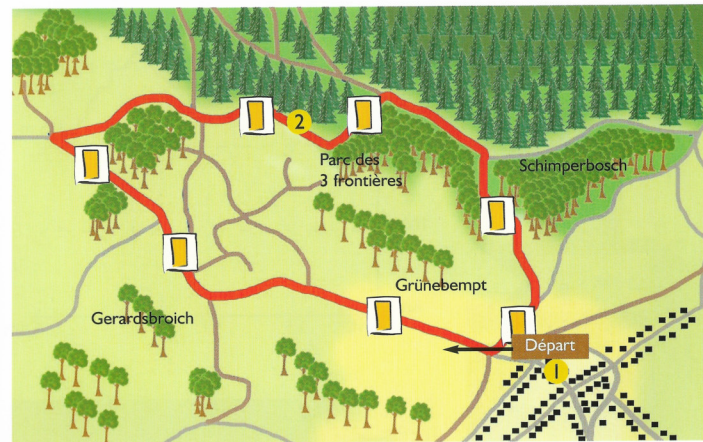 2
Parc des
3 frontières
Schimperbosch
Grünebempt
Gerardsbroich
Départ
1